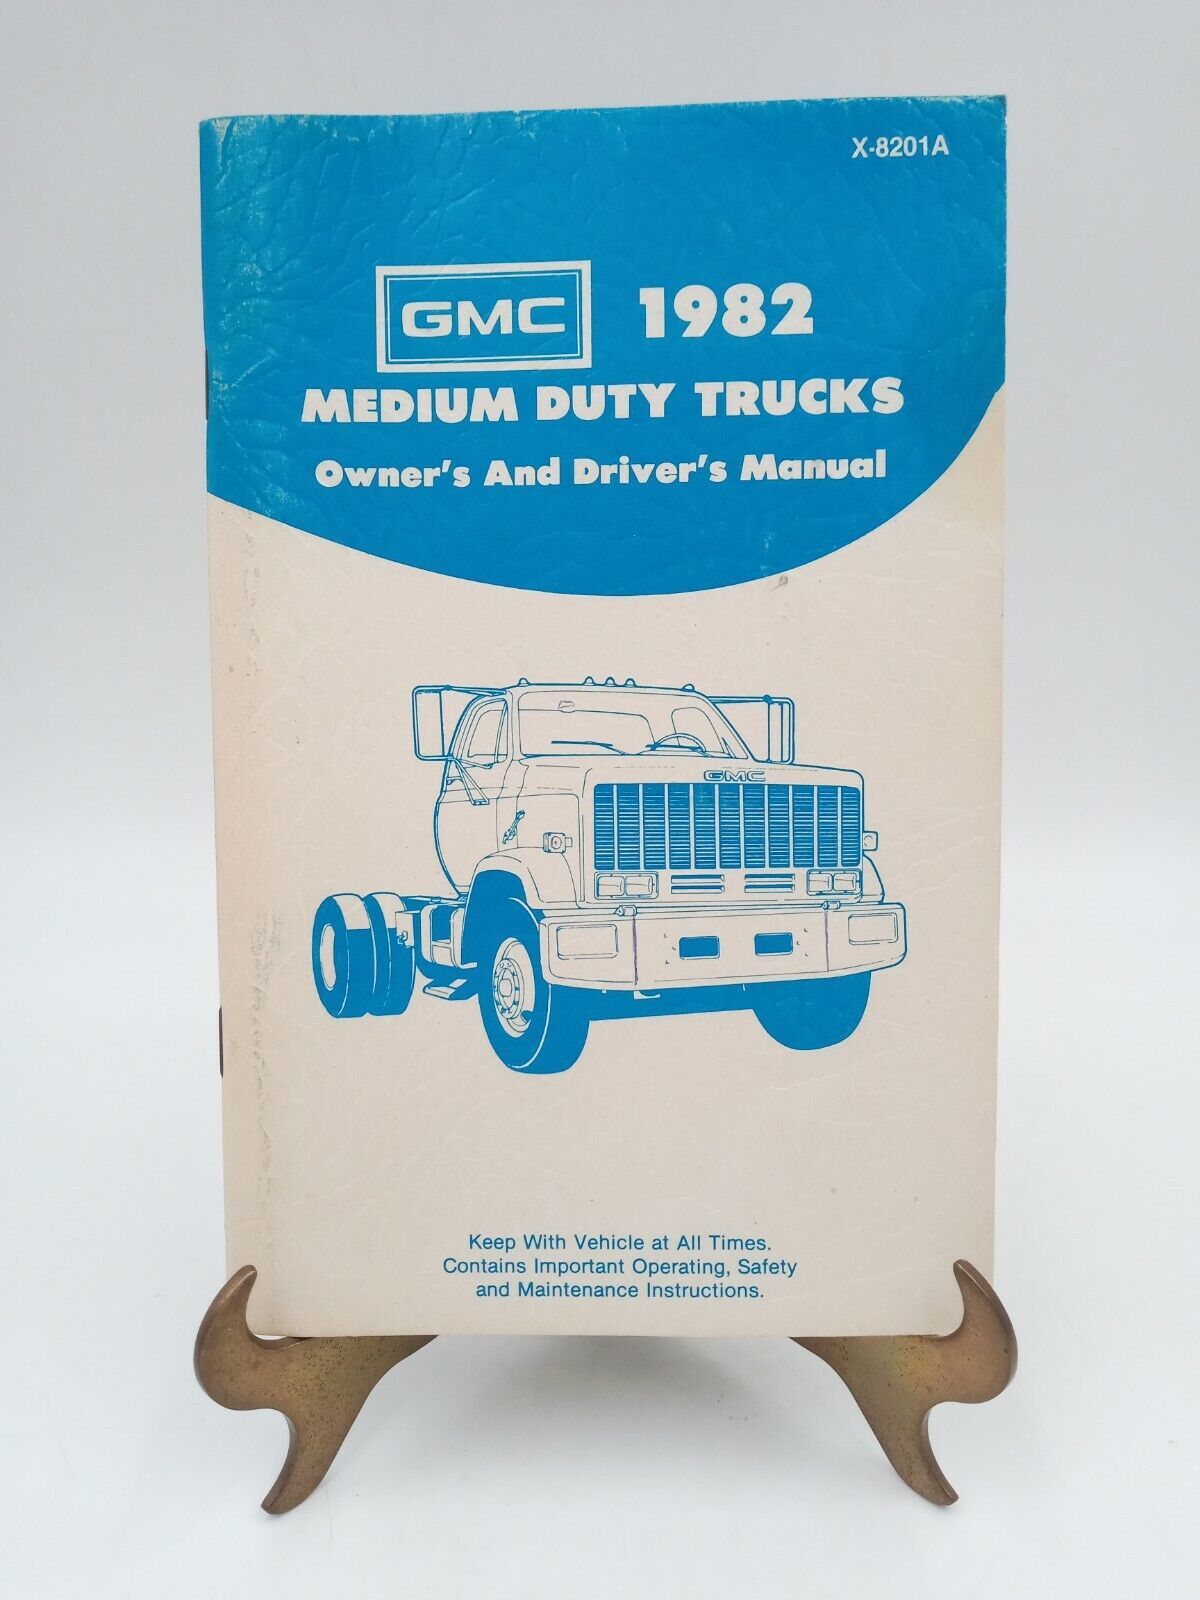 X-8201A
GMC 1982
MEDIUM DUTY TRUCKS
Owner's And Driver's Manual
GMC
Keep With Vehicle at All Times.
Contains Important Operating, Safety
and Maintenance Instructions.